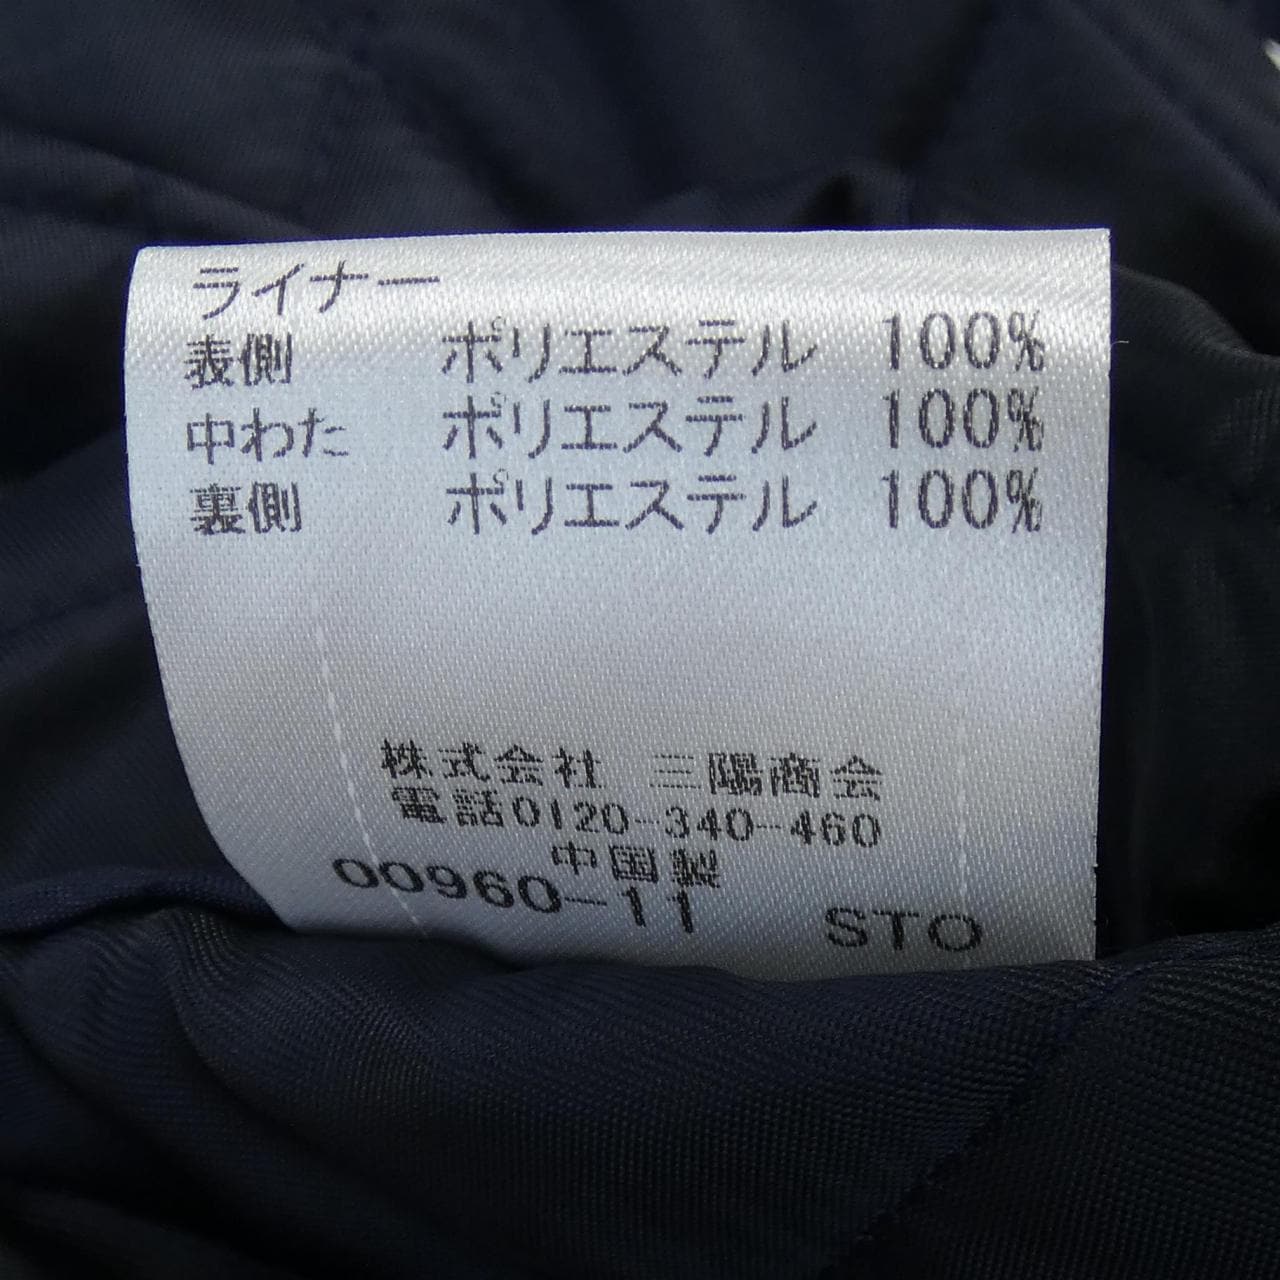 ライナー
表側 ポリエステル 100%
中わた ポリエステル 100%
裏側 ポリエステル 100%
株式会社 三陽商会
電話0120-340-460
中国製
00960-11 STO